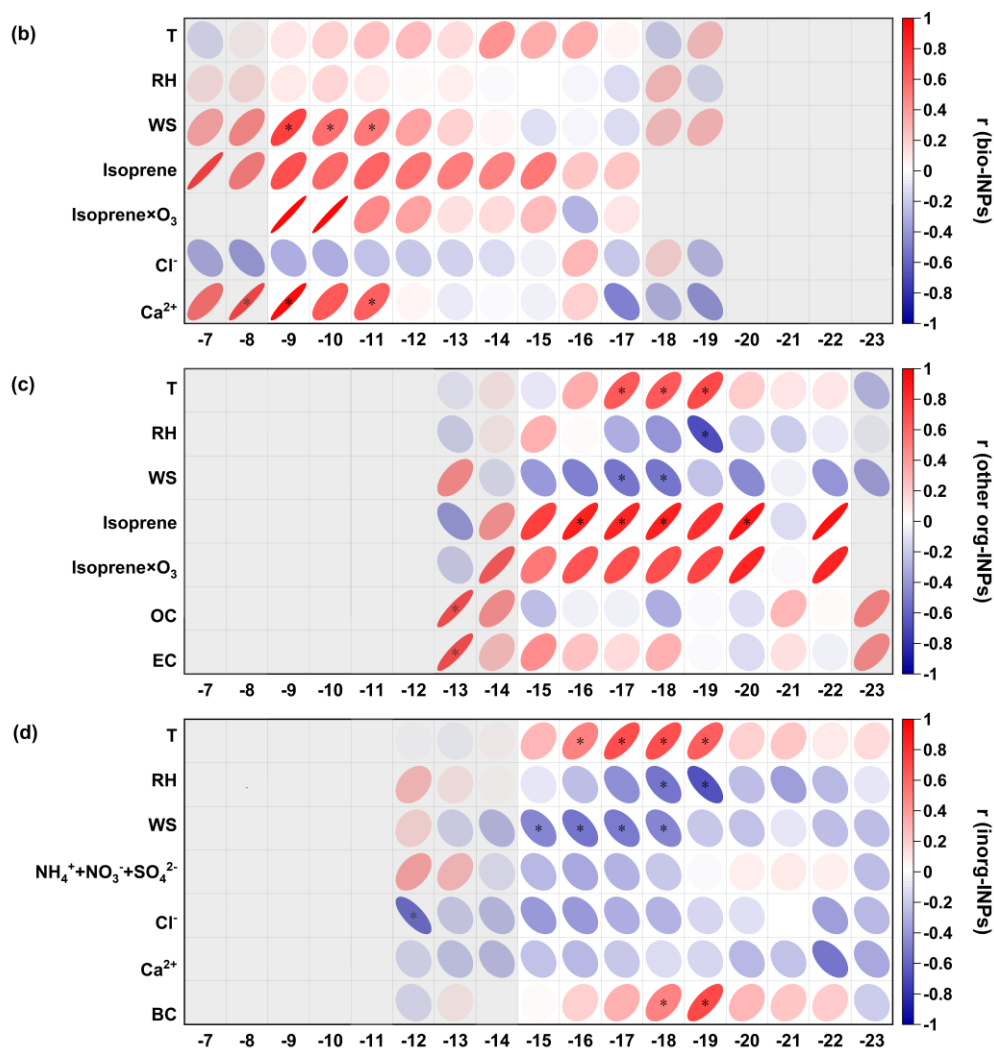 (b)
T
RH
WS
Isoprene
Isoprene×O₃
Cl⁻
Ca²⁺
* * *
* * *
-7 -8 -9 -10 -11 -12 -13 -14 -15 -16 -17 -18 -19 -20 -21 -22 -23
1
0.8
0.6
0.4
0.2
0
-0.2
-0.4
-0.6
-0.8
-1
r (bio-INPs)
(c)
T
RH
WS
Isoprene
Isoprene×O₃
OC
EC
* * *
*
* *
* * * *
*
*
-7 -8 -9 -10 -11 -12 -13 -14 -15 -16 -17 -18 -19 -20 -21 -22 -23
1
0.8
0.6
0.4
0.2
0
-0.2
-0.4
-0.6
-0.8
-1
r (other org-INPs)
(d)
T
RH
WS
NH₄⁺+NO₃⁻+SO₄²⁻
Cl⁻
Ca²⁺
BC
* * * *
* *
* * * *
*
* *
-7 -8 -9 -10 -11 -12 -13 -14 -15 -16 -17 -18 -19 -20 -21 -22 -23
1
0.8
0.6
0.4
0.2
0
-0.2
-0.4
-0.6
-0.8
-1
r (inorg-INPs)